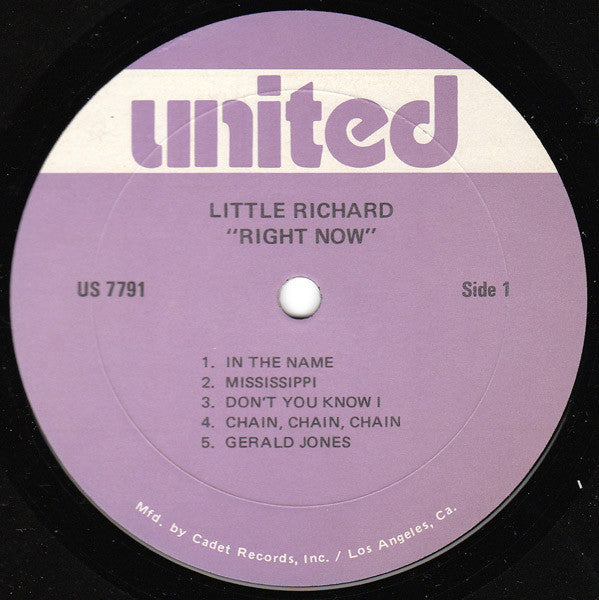 united
LITTLE RICHARD
"RIGHT NOW"
US 7791
Side 1
1. IN THE NAME
2. MISSISSIPPI
3. DON'T YOU KNOW I
4. CHAIN, CHAIN, CHAIN
5. GERALD JONES
Mfd. by Cadet Records, Inc. / Los Angeles, Ca.